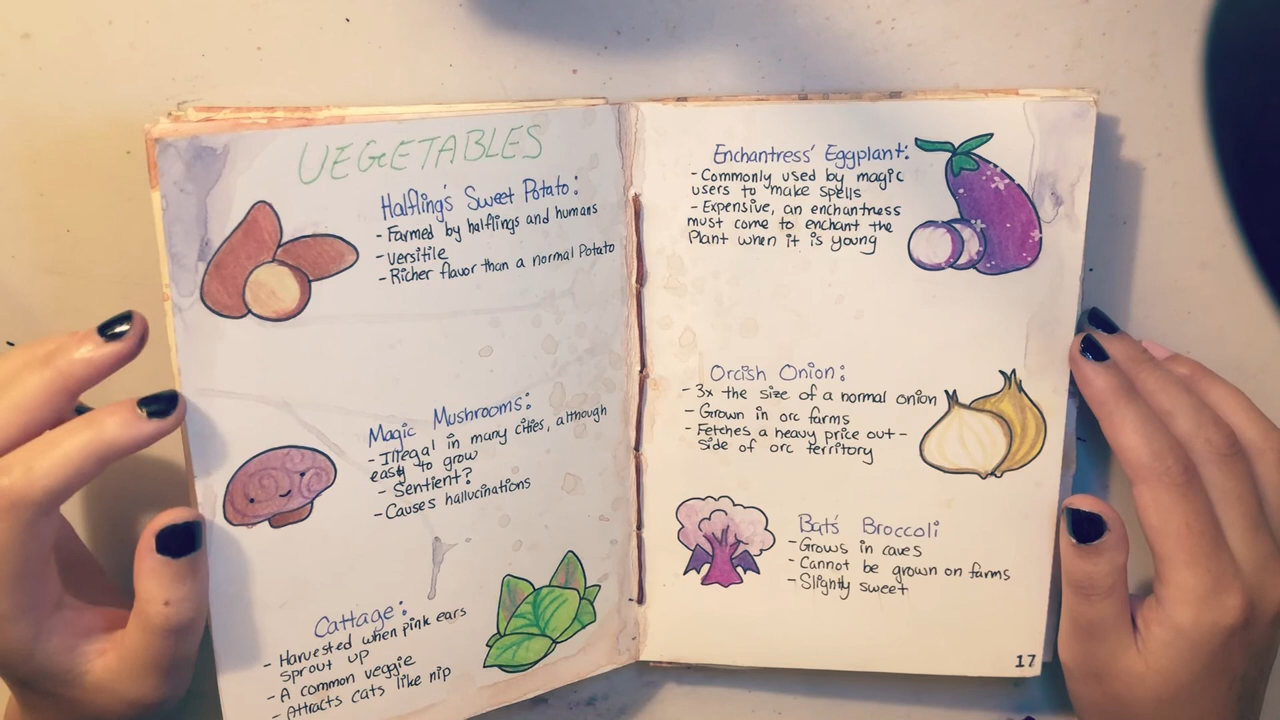 VEGETABLES
Halfling's Sweet Potato:
- Farmed by halflings and humans
- versitile
- Richer flavor than a normal Potato
Magic Mushrooms:
- Illegal in many cities, although
easy to grow
- Sentient?
- Causes hallucinations
Cattage:
- Harvested when pink ears
sprout up
- A common veggie
- Attracts cats like nip
Enchantress' Eggplant:
- Commonly used by magic
users to make spells
- Expensive, an enchantress
must come to enchant the
Plant when it is young
Orcish Onion:
- 3x the size of a normal onion
- Grown in orc farms
- Fetches a heavy price out-
side of orc territory
Bat's Broccoli
- Grows in caves
- Cannot be grown on farms
- Slightly sweet
17